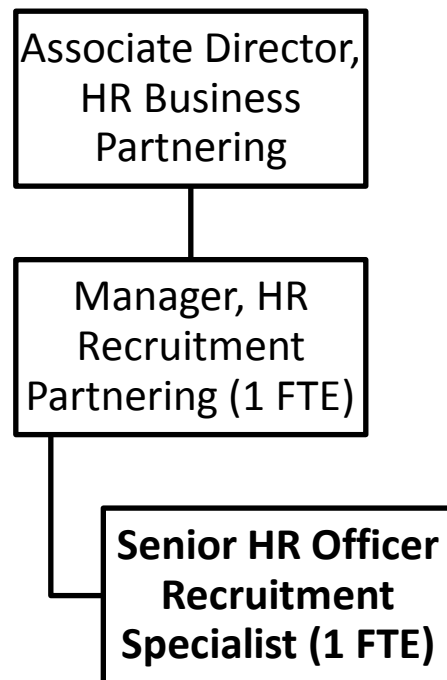 Associate Director,
HR Business
Partnering
Manager, HR
Recruitment
Partnering (1 FTE)
Senior HR Officer
Recruitment
Specialist (1 FTE)